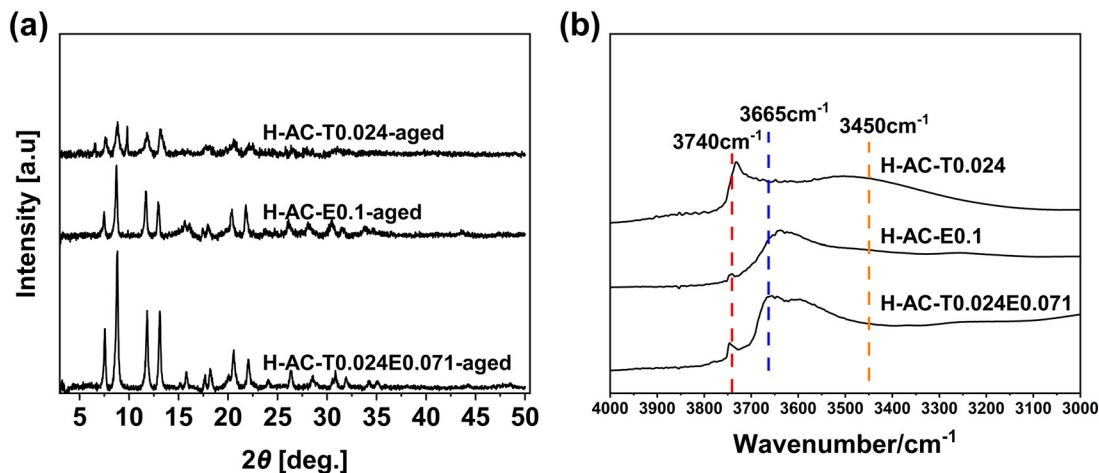 (a)
Intensity [a.u]
H-AC-T0.024-aged
H-AC-E0.1-aged
H-AC-T0.024E0.071-aged
5 10 15 20 25 30 35 40 45 50
2θ [deg.]
(b)
3740cm⁻¹
3665cm⁻¹
3450cm⁻¹
H-AC-T0.024
H-AC-E0.1
H-AC-T0.024E0.071
4000 3900 3800 3700 3600 3500 3400 3300 3200 3100 3000
Wavenumber/cm⁻¹